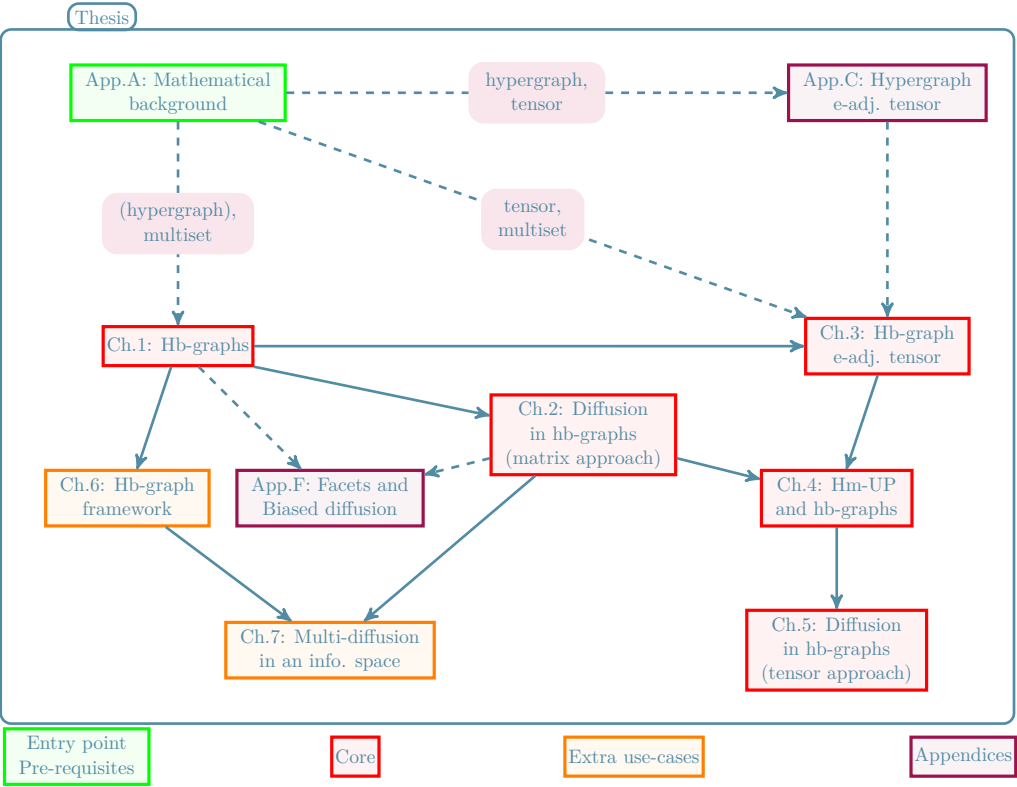 Thesis
App.A: Mathematical
background
hypergraph,
tensor
App.C: Hypergraph
e-adj. tensor
(hypergraph),
multiset
tensor,
multiset
Ch.1: Hb-graphs
Ch.3: Hb-graph
e-adj. tensor
Ch.2: Diffusion
in hb-graphs
(matrix approach)
Ch.6: Hb-graph
framework
App.F: Facets and
Biased diffusion
Ch.4: Hm-UP
and hb-graphs
Ch.7: Multi-diffusion
in an info. space
Ch.5: Diffusion
in hb-graphs
(tensor approach)
Entry point
Pre-requisites
Core
Extra use-cases
Appendices